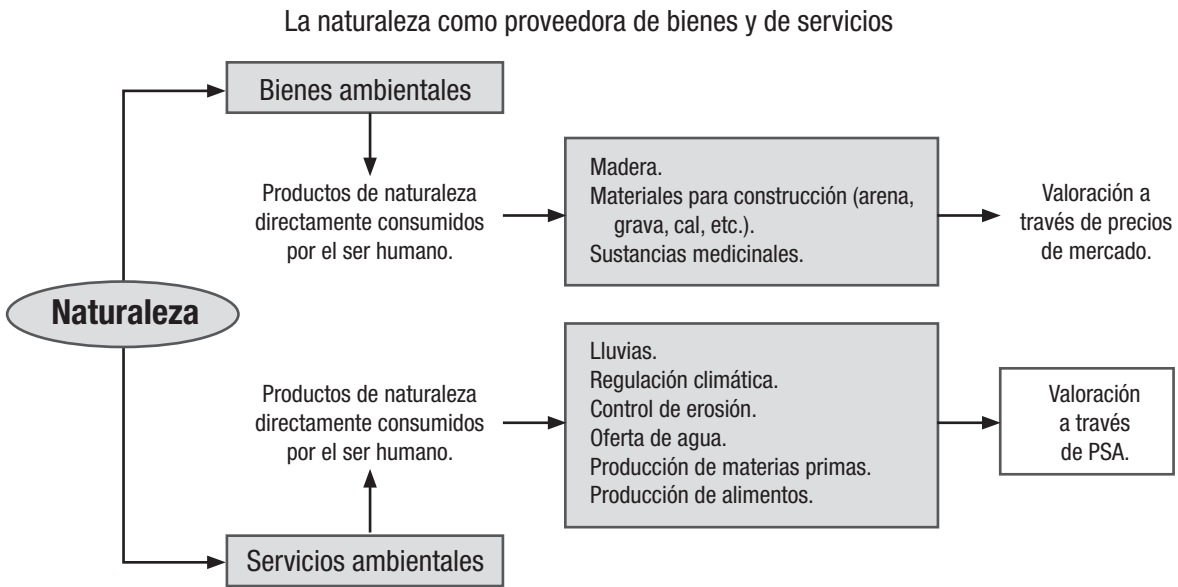 La naturaleza como proveedora de bienes y de servicios
Bienes ambientales
Productos de naturaleza
directamente consumidos
por el ser humano.
Madera.
Materiales para construcción (arena,
grava, cal, etc.).
Sustancias medicinales.
Valoración a
través de precios
de mercado.
Naturaleza
Productos de naturaleza
directamente consumidos
por el ser humano.
Lluvias.
Regulación climática.
Control de erosión.
Oferta de agua.
Producción de materias primas.
Producción de alimentos.
Valoración
a través
de PSA.
Servicios ambientales